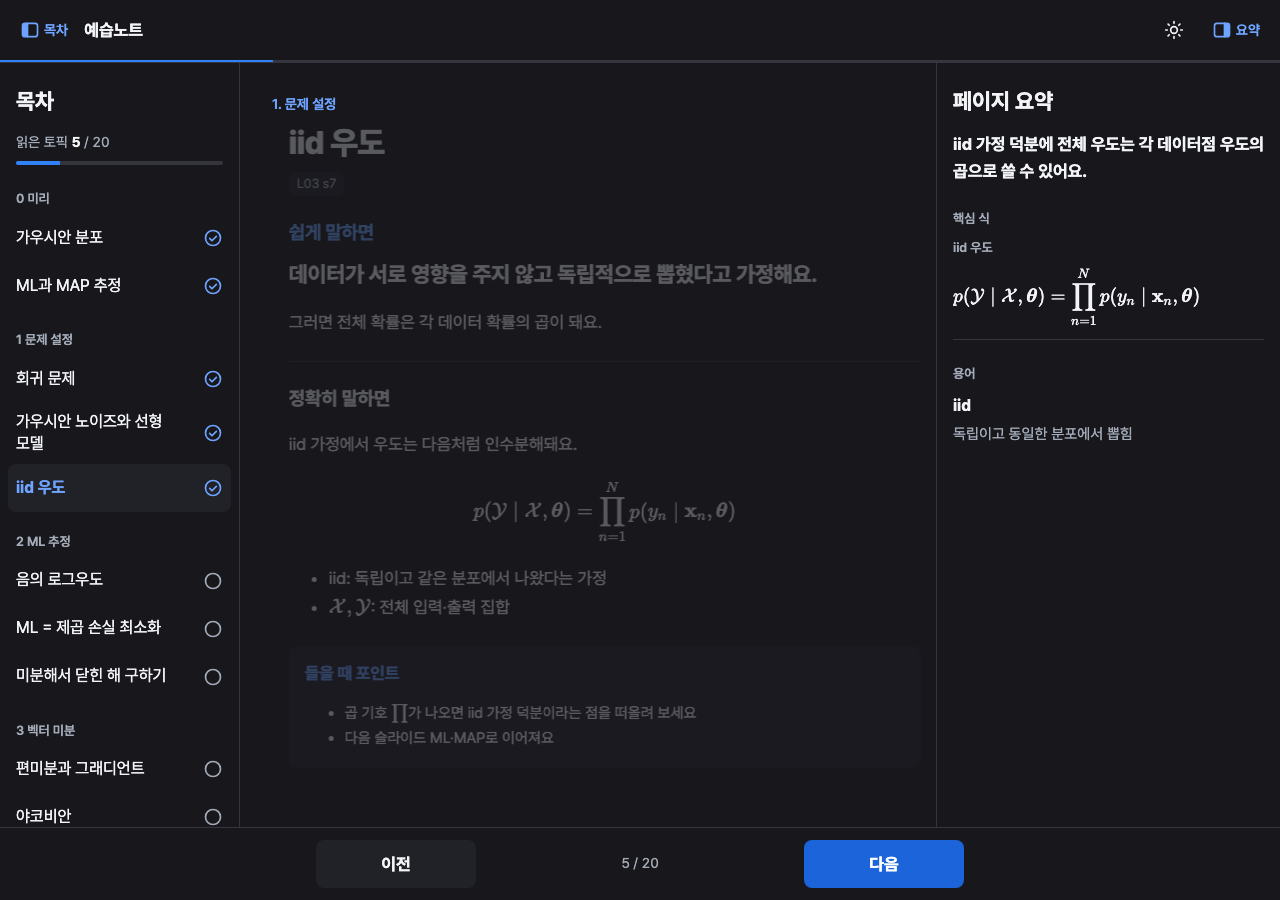 목차
예습노트
요약
목차
읽은 토픽 5 / 20
0 미리
가우시안 분포
ML과 MAP 추정
1 문제 설정
회귀 문제
가우시안 노이즈와 선형
모델
iid 우도
2 ML 추정
음의 로그우도
ML = 제곱 손실 최소화
미분해서 닫힌 해 구하기
3 벡터 미분
편미분과 그래디언트
야코비안
1. 문제 설정
iid 우도
L03 s7
쉽게 말하면
데이터가 서로 영향을 주지 않고 독립적으로 뽑혔다고 가정해요.
그러면 전체 확률은 각 데이터 확률의 곱이 돼요.
정확히 말하면
iid 가정에서 우도는 다음처럼 인수분해돼요.
p(𝒴 | 𝒳, θ) = ∏_{n=1}^{N} p(yₙ | xₙ, θ)
• iid: 독립이고 같은 분포에서 나왔다는 가정
• 𝒳, 𝒴: 전체 입력·출력 집합
들을 때 포인트
• 곱 기호 ∏가 나오면 iid 가정 덕분이라는 점을 떠올려 보세요
• 다음 슬라이드 ML·MAP로 이어져요
페이지 요약
iid 가정 덕분에 전체 우도는 각 데이터점 우도의
곱으로 쓸 수 있어요.
핵심 식
iid 우도
p(𝒴 | 𝒳, θ) = ∏_{n=1}^{N} p(yₙ | xₙ, θ)
용어
iid
독립이고 동일한 분포에서 뽑힘
이전
5 / 20
다음